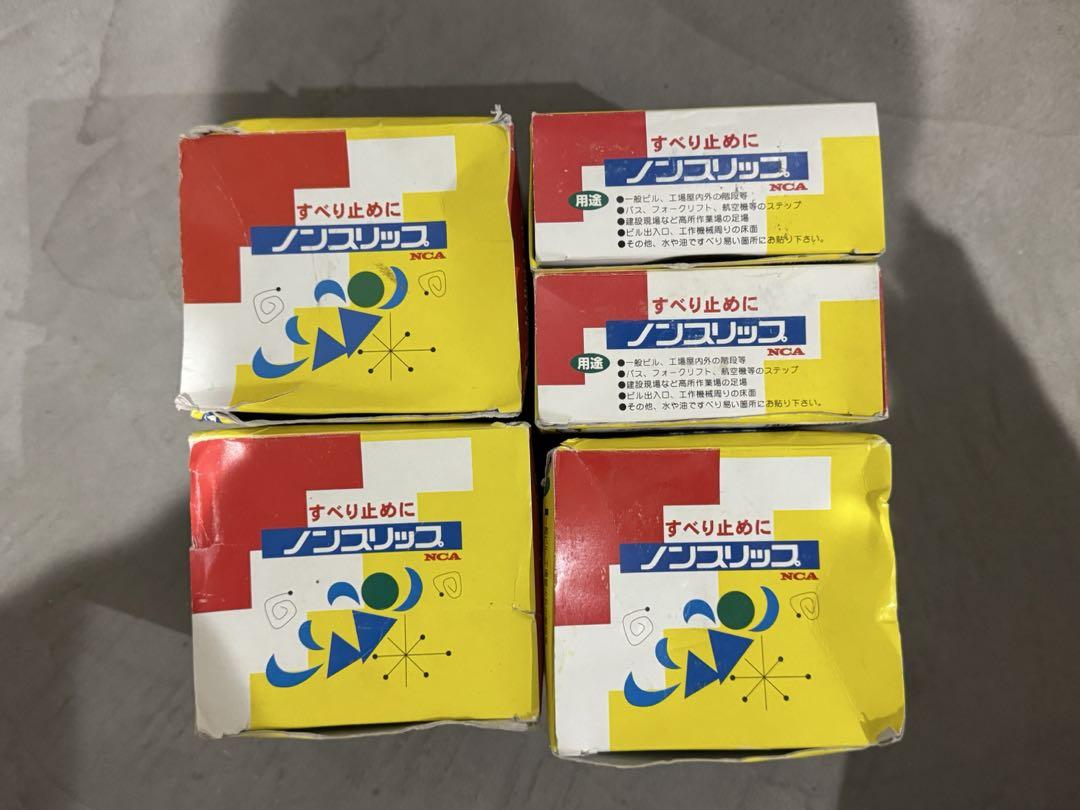 すべり止めに
ノンスリップ
NCA
すべり止めに
ノンスリップ
NCA
用途
●一般ビル、工場屋内外の階段等
●バス、フォークリフト、航空機等のステップ
●建設現場など高所作業場の足場
●ビル出入口、工作機械周りの床面
●その他、水や油ですべり易い箇所にお貼り下さい。
すべり止めに
ノンスリップ
NCA
用途
●一般ビル、工場屋内外の階段等
●バス、フォークリフト、航空機等のステップ
●建設現場など高所作業場の足場
●ビル出入口、工作機械周りの床面
●その他、水や油ですべり易い箇所にお貼り下さい。
すべり止めに
ノンスリップ
NCA
すべり止めに
ノンスリップ
NCA